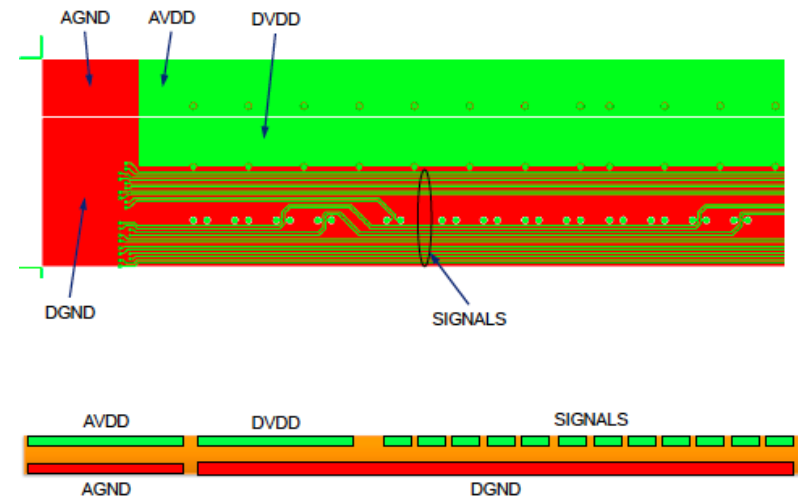 AGND AVDD DVDD
DGND
SIGNALS
AVDD DVDD SIGNALS
AGND DGND